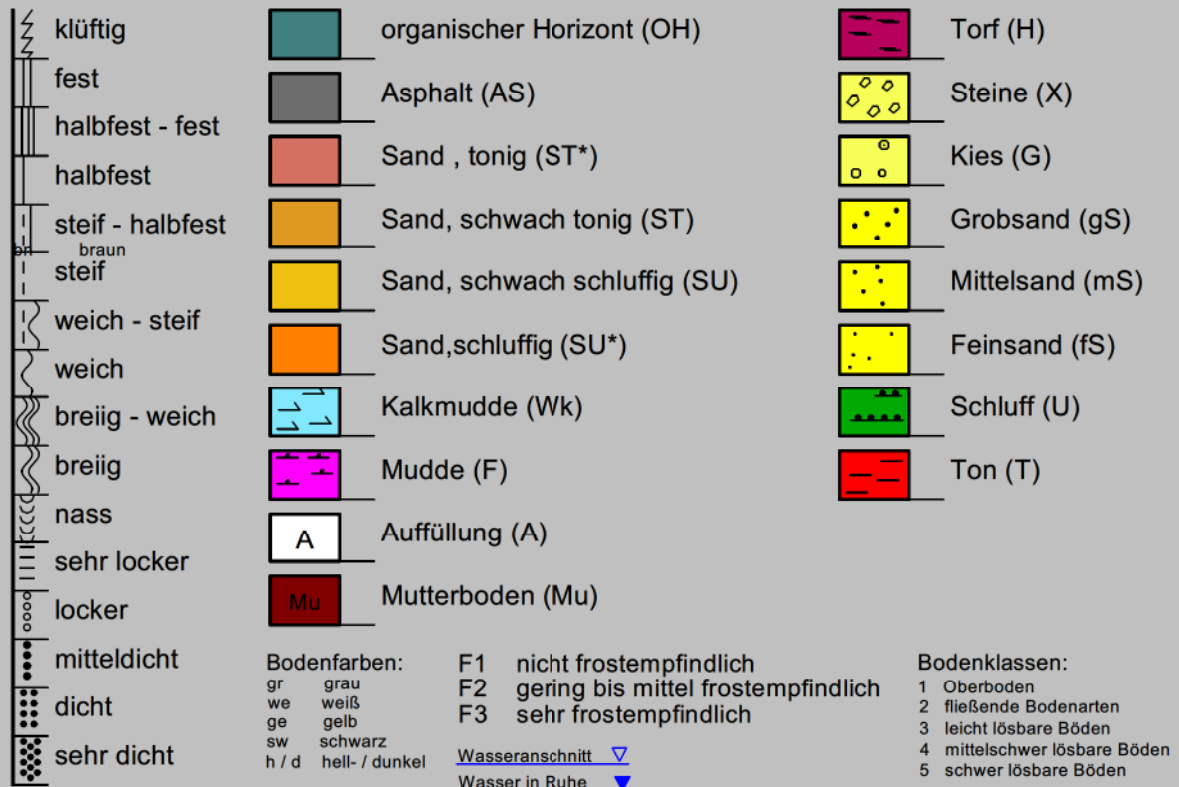 klüftig
fest
halbfest - fest
halbfest
steif - halbfest
bn braun
steif
weich - steif
weich
breiig - weich
breiig
nass
sehr locker
locker
mitteldicht
dicht
sehr dicht
organischer Horizont (OH)
Asphalt (AS)
Sand , tonig (ST*)
Sand, schwach tonig (ST)
Sand, schwach schluffig (SU)
Sand,schluffig (SU*)
Kalkmudde (Wk)
Mudde (F)
A Auffüllung (A)
Mu Mutterboden (Mu)
Torf (H)
Steine (X)
Kies (G)
Grobsand (gS)
Mittelsand (mS)
Feinsand (fS)
Schluff (U)
Ton (T)
Bodenfarben:
gr grau
we weiß
ge gelb
sw schwarz
h / d hell- / dunkel
F1 nicht frostempfindlich
F2 gering bis mittel frostempfindlich
F3 sehr frostempfindlich
Wasseranschnitt
Wasser in Ruhe
Bodenklassen:
1 Oberboden
2 fließende Bodenarten
3 leicht lösbare Böden
4 mittelschwer lösbare Böden
5 schwer lösbare Böden